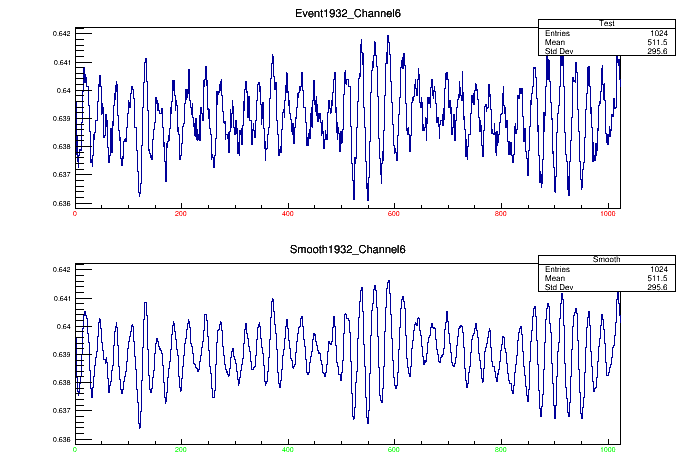 Event1932_Channel6
Test
Entries 1024
Mean 511.5
Std Dev 295.6
0.642
0.641
0.64
0.639
0.638
0.637
0.636
0 200 400 600 800 1000
Smooth1932_Channel6
Smooth
Entries 1024
Mean 511.5
Std Dev 295.6
0.642
0.641
0.64
0.639
0.638
0.637
0.636
0 200 400 600 800 1000